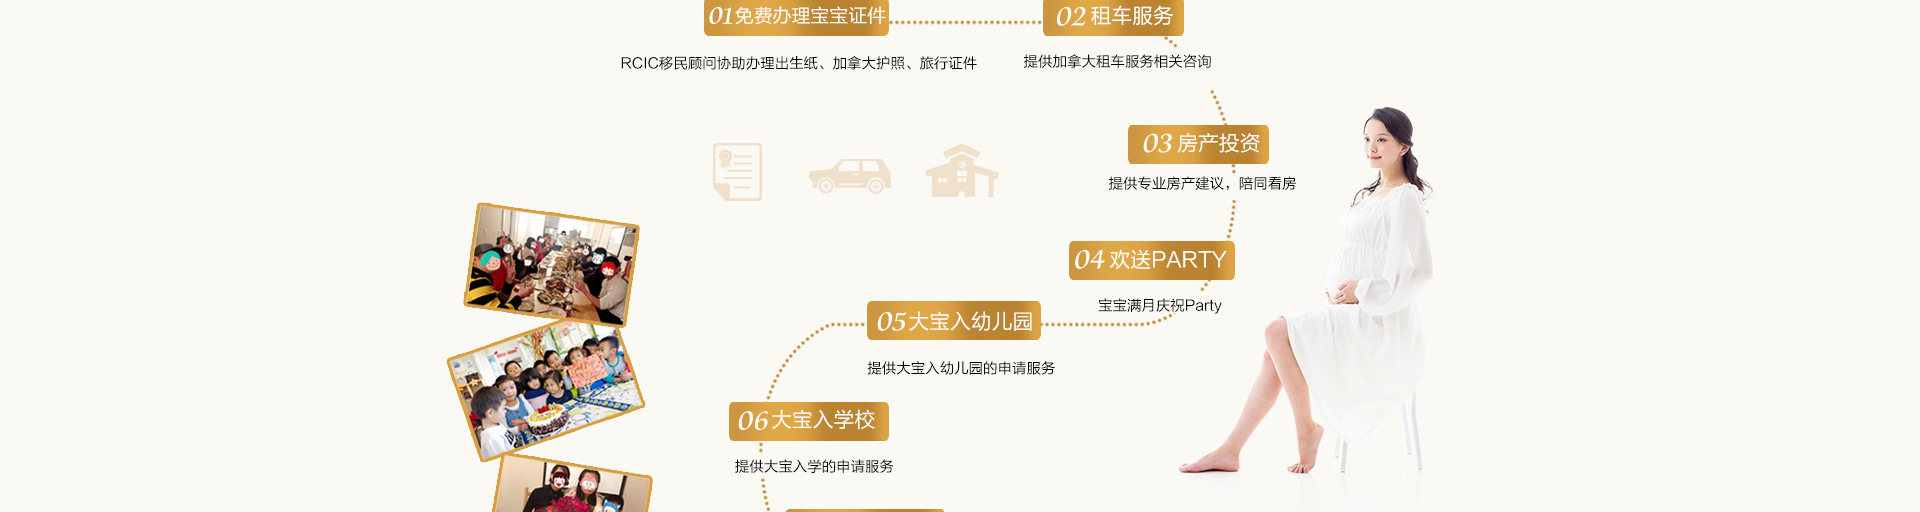 01免费办理宝宝证件
RCIC移民顾问协助办理出生纸、加拿大护照、旅行证件
02 租车服务
提供加拿大租车服务相关咨询
03 房产投资
提供专业房产建议，陪同看房
04 欢送PARTY
宝宝满月庆祝Party
05大宝入幼儿园
提供大宝入幼儿园的申请服务
06大宝入学校
提供大宝入学的申请服务